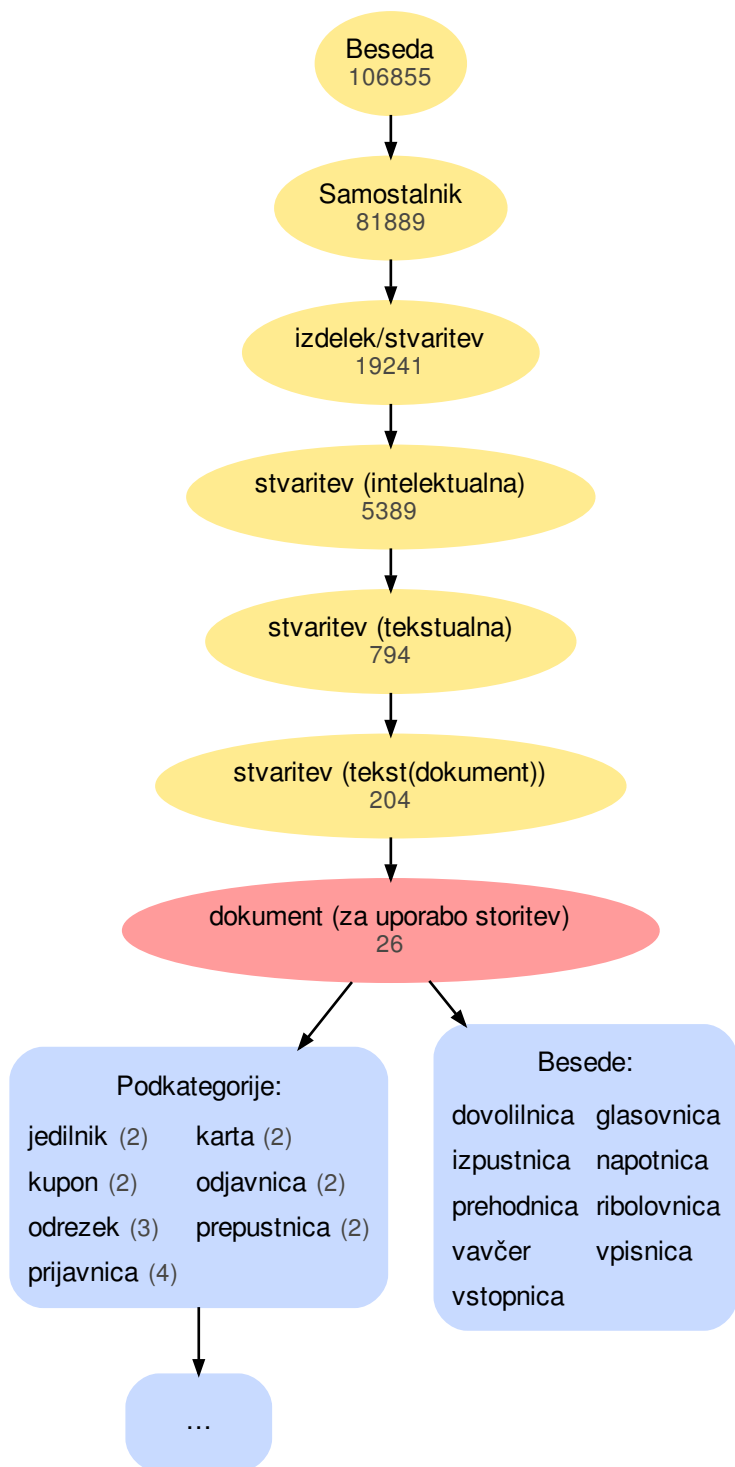 Beseda
106855
Samostalnik
81889
izdelek/stvaritev
19241
stvaritev (intelektualna)
5389
stvaritev (tekstualna)
794
stvaritev (tekst(dokument))
204
dokument (za uporabo storitev)
26
Podkategorije:
jedilnik (2) karta (2)
kupon (2) odjavnica (2)
odrezek (3) prepustnica (2)
prijavnica (4)
Besede:
dovolilnica glasovnica
izpustnica napotnica
prehodnica ribolovnica
vavčer vpisnica
vstopnica
...